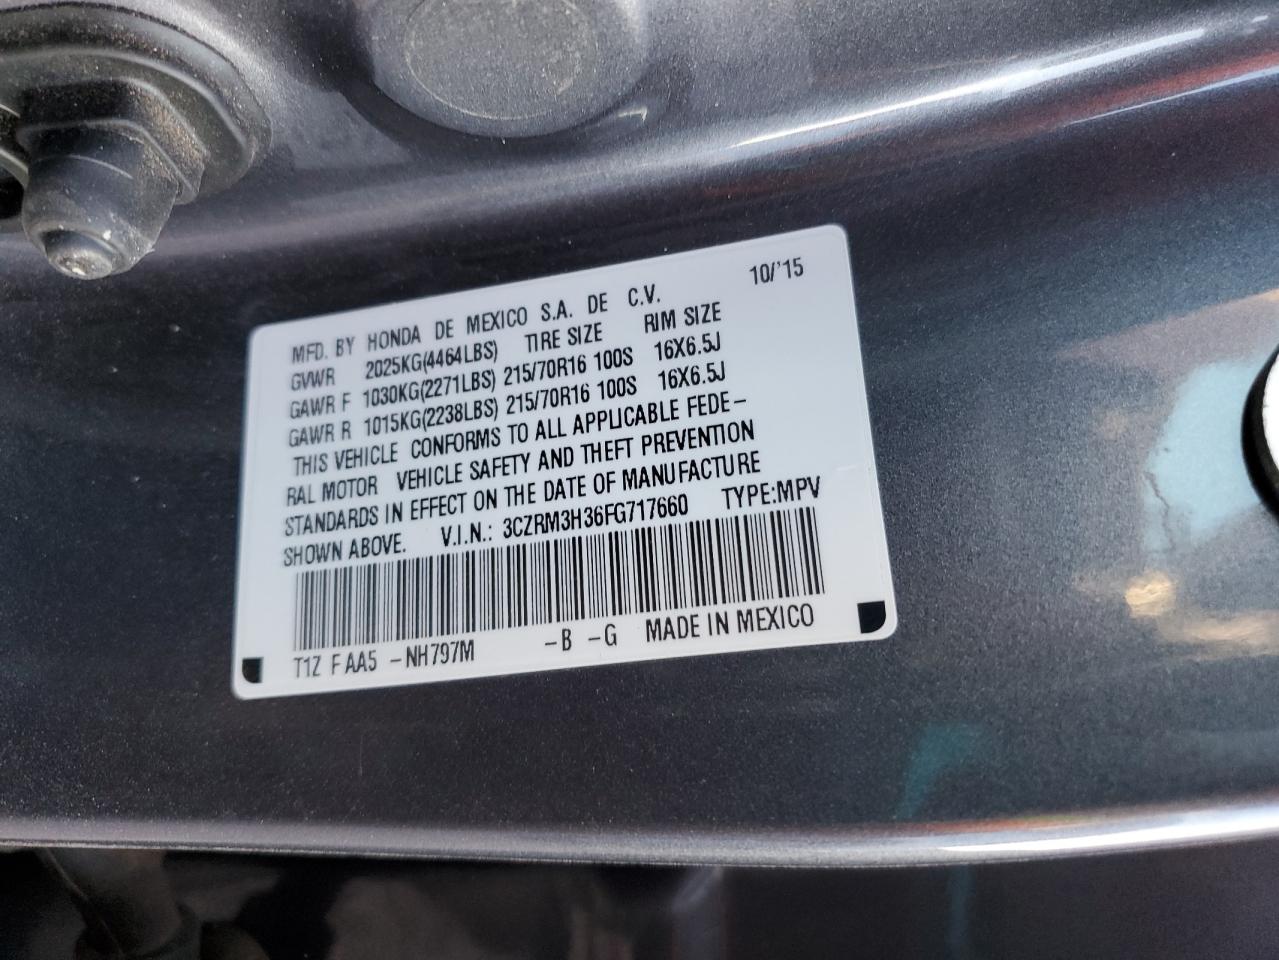 MFD. BY HONDA DE MEXICO S.A. DE C.V. 10/'15
GVWR 2025KG(4464LBS) TIRE SIZE RIM SIZE
GAWR F 1030KG(2271LBS) 215/70R16 100S 16X6.5J
GAWR R 1015KG(2238LBS) 215/70R16 100S 16X6.5J
THIS VEHICLE CONFORMS TO ALL APPLICABLE FEDE-
RAL MOTOR VEHICLE SAFETY AND THEFT PREVENTION
STANDARDS IN EFFECT ON THE DATE OF MANUFACTURE
SHOWN ABOVE. V.I.N.: 3CZRM3H36FG717660 TYPE:MPV
T1Z F AA5 -NH797M -B -G MADE IN MEXICO